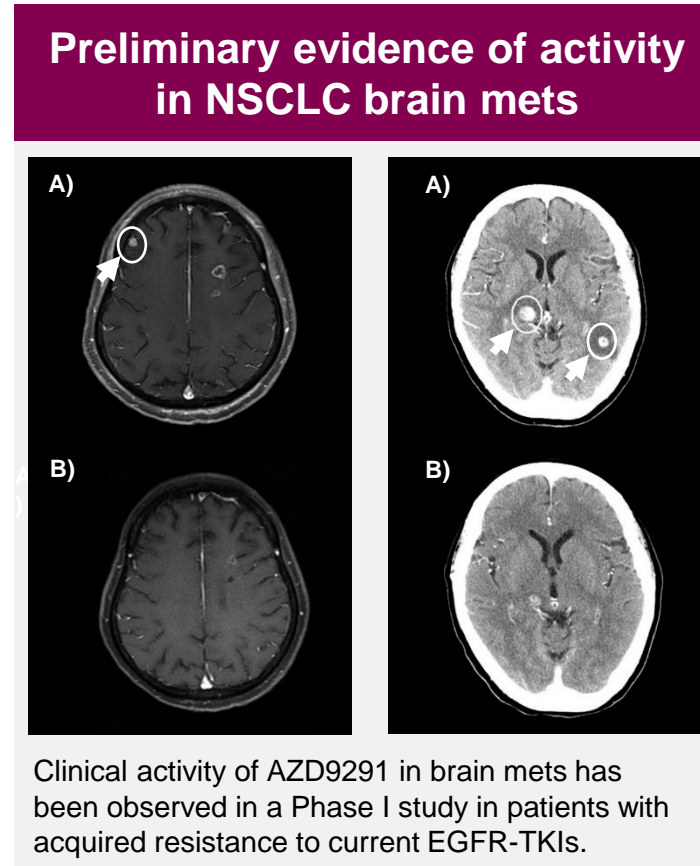 Preliminary evidence of activity
in NSCLC brain mets
A)
A)
B)
B)
A
)
Clinical activity of AZD9291 in brain mets has
been observed in a Phase I study in patients with
acquired resistance to current EGFR-TKIs.